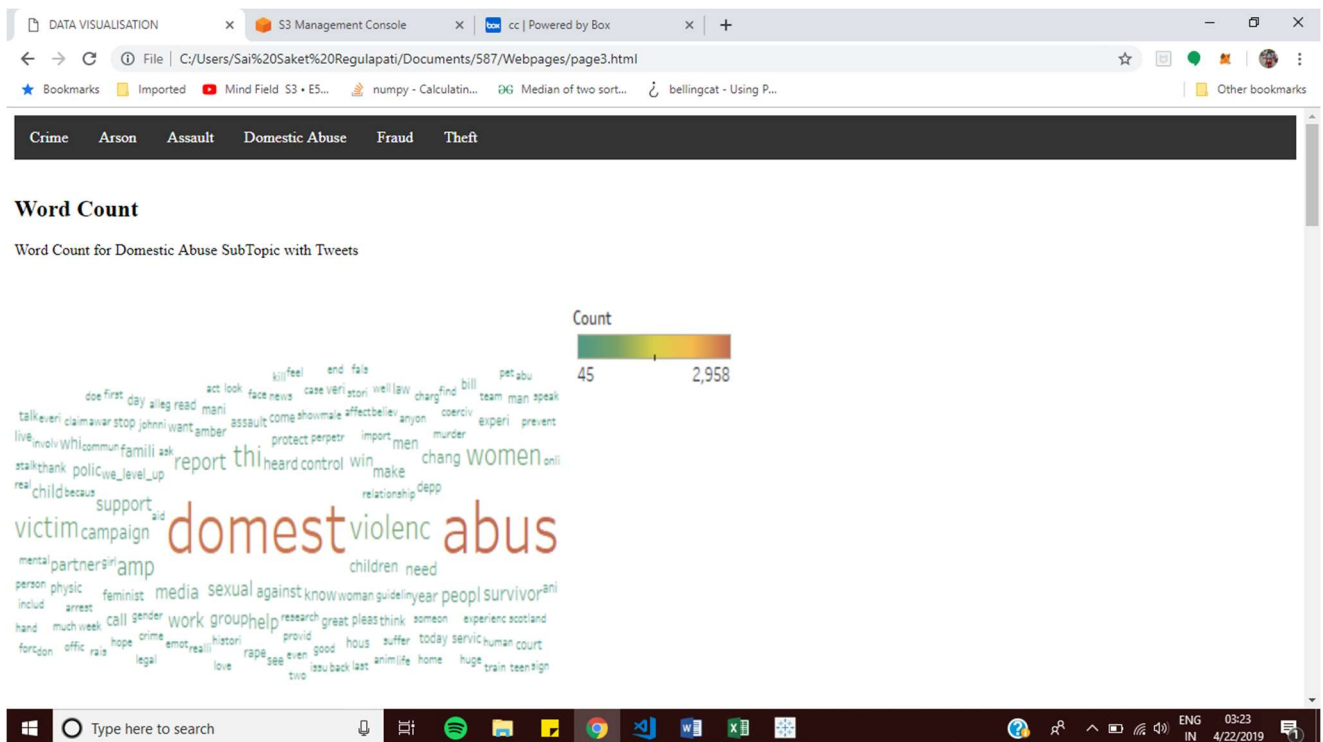 DATA VISUALISATION S3 Management Console box cc | Powered by Box
File | C:/Users/Sai%20Saket%20Regulapati/Documents/587/Webpages/page3.html
Bookmarks Imported Mind Field S3 • E5... numpy - Calculatin... Median of two sort... bellingcat - Using P... Other bookmarks
Crime Arson Assault Domestic Abuse Fraud Theft
Word Count
Word Count for Domestic Abuse SubTopic with Tweets
Count
45 2,958
kill feel end fals pet abu
act look face news case veri stori well law charg find bill team man speak
doe first day alleg read mani
talk everi claim awar stop johnni want amber assault come show male affect believ anyon coerciv experi prevent
live involv whi commun famili ask protect perpetr import men murder
stalk thank polic we_level_up report thi heard control win make chang women onli
real child becaus relationship depp
support aid
victim campaign domest violenc abus
mental partner girl amp children need
person physic feminist media sexual against know woman guidelin year peopl survivor ani
includ arrest
hand much week call gender work group help research great pleas think someon experienc scotland
forc don offic rais hope crime emot realli histori provid hous suffer today servic human court
legal love rape see even good issu back last anim life home huge train teen sign
two
Type here to search ENG 03:23
IN 4/22/2019 1